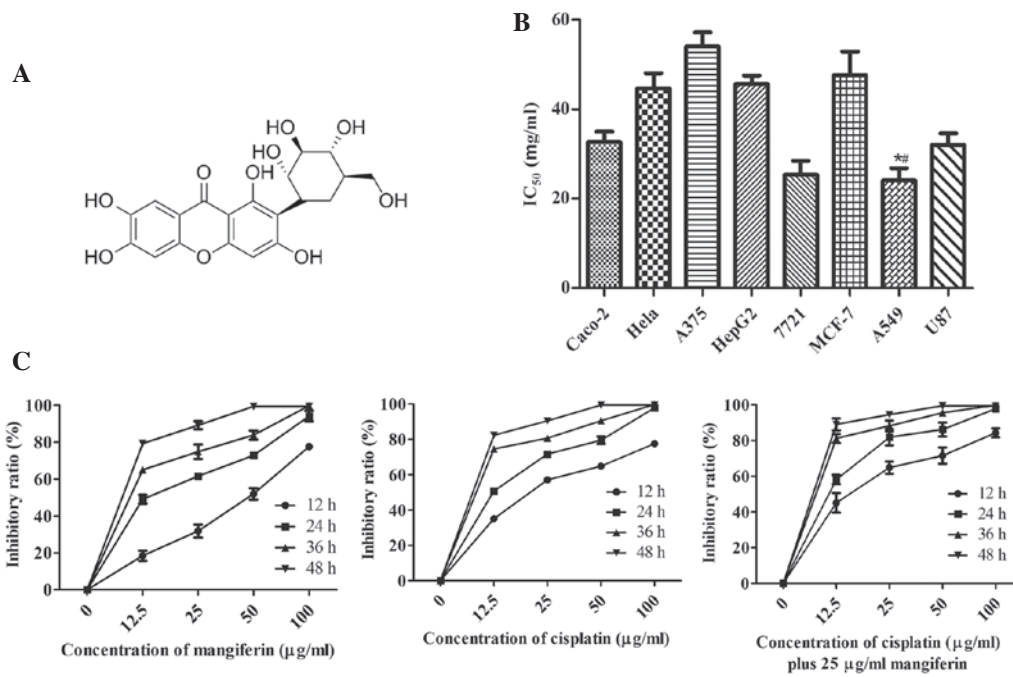 A
HO
OH
HO
HO
OH
O
OH
HO
HO
O
OH
B
IC50 (mg/ml)
60
40
20
0
Caco-2
Hela
A375
HepG2
7721
MCF-7
A549
U87
*#
C
Inhibitory ratio (%)
100
80
60
40
20
0
12 h
24 h
36 h
48 h
0
12.5
25
50
100
Concentration of mangiferin (μg/ml)
Inhibitory ratio (%)
100
80
60
40
20
0
12 h
24 h
36 h
48 h
0
12.5
25
50
100
Concentration of cisplatin (μg/ml)
Inhibitory ratio (%)
100
80
60
40
20
0
12 h
24 h
36 h
48 h
0
12.5
25
50
100
Concentration of cisplatin (μg/ml)
plus 25 μg/ml mangiferin